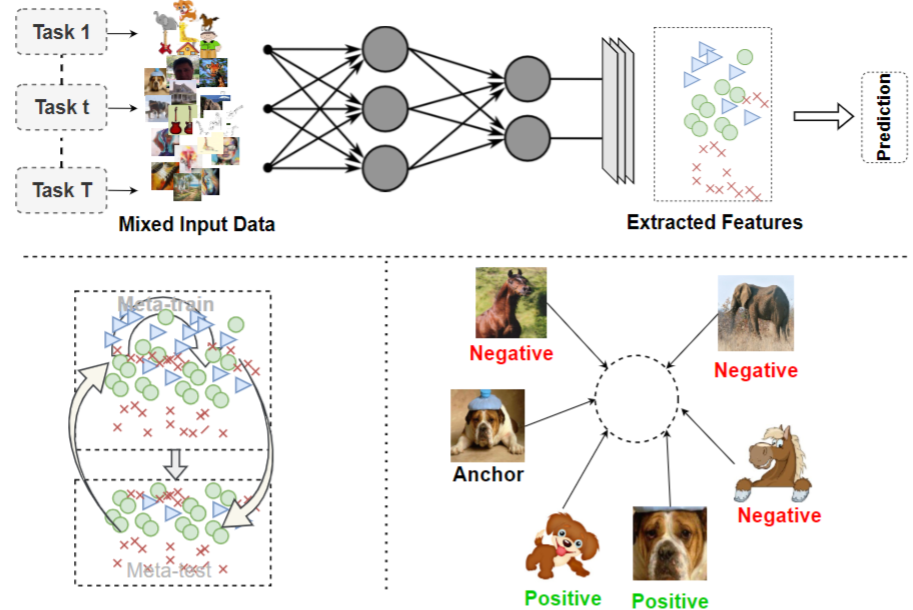 Task 1
Task t
Task T
Mixed Input Data
Extracted Features
Prediction
Meta-train
Meta-test
Negative
Negative
Anchor
Negative
Positive
Positive